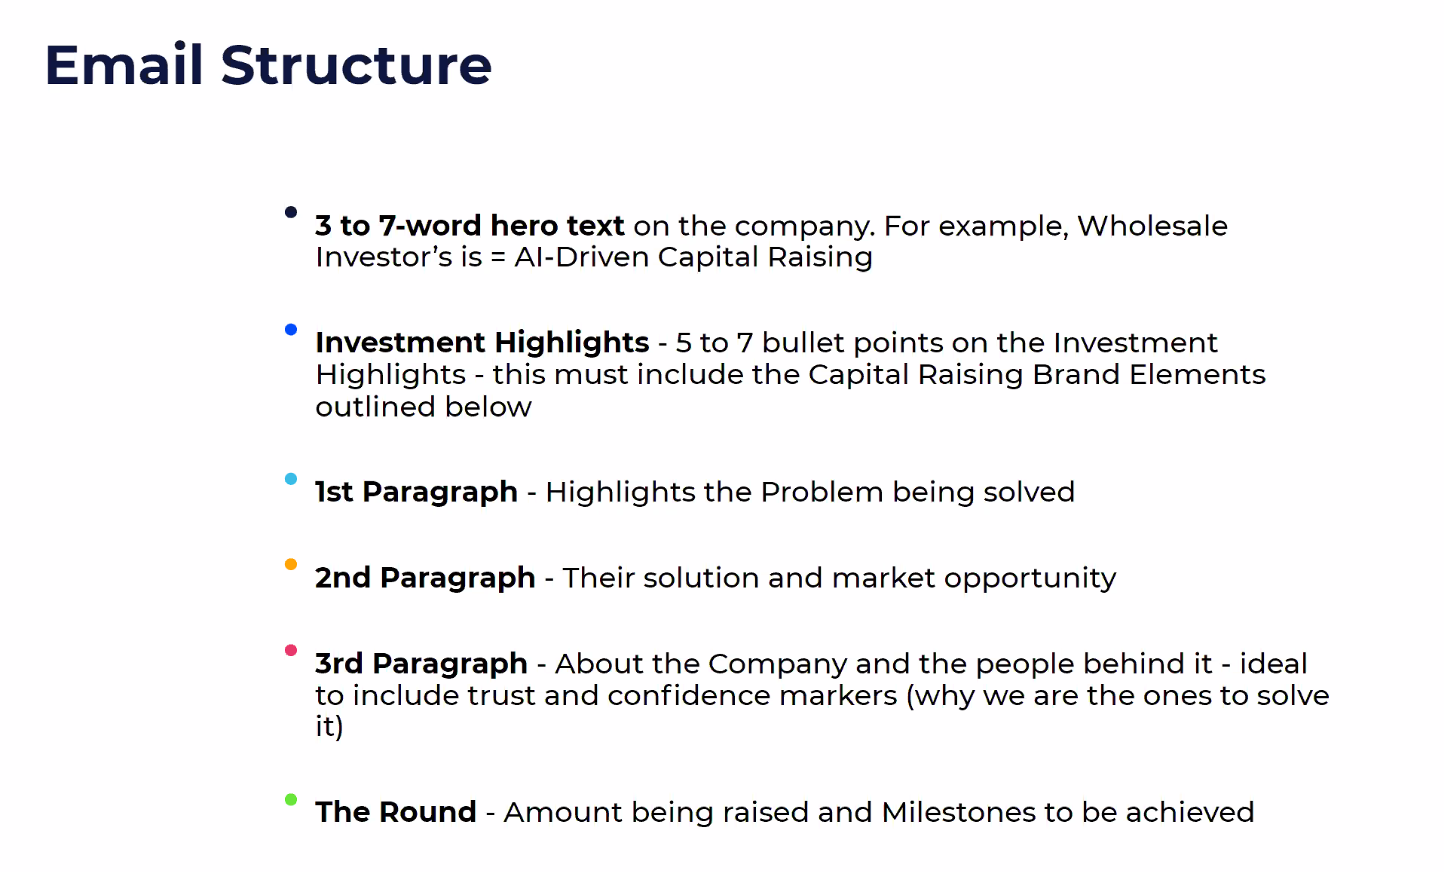 Email Structure
3 to 7-word hero text on the company. For example, Wholesale
Investor’s is = AI-Driven Capital Raising
Investment Highlights - 5 to 7 bullet points on the Investment
Highlights - this must include the Capital Raising Brand Elements
outlined below
1st Paragraph - Highlights the Problem being solved
2nd Paragraph - Their solution and market opportunity
3rd Paragraph - About the Company and the people behind it - ideal
to include trust and confidence markers (why we are the ones to solve
it)
The Round - Amount being raised and Milestones to be achieved